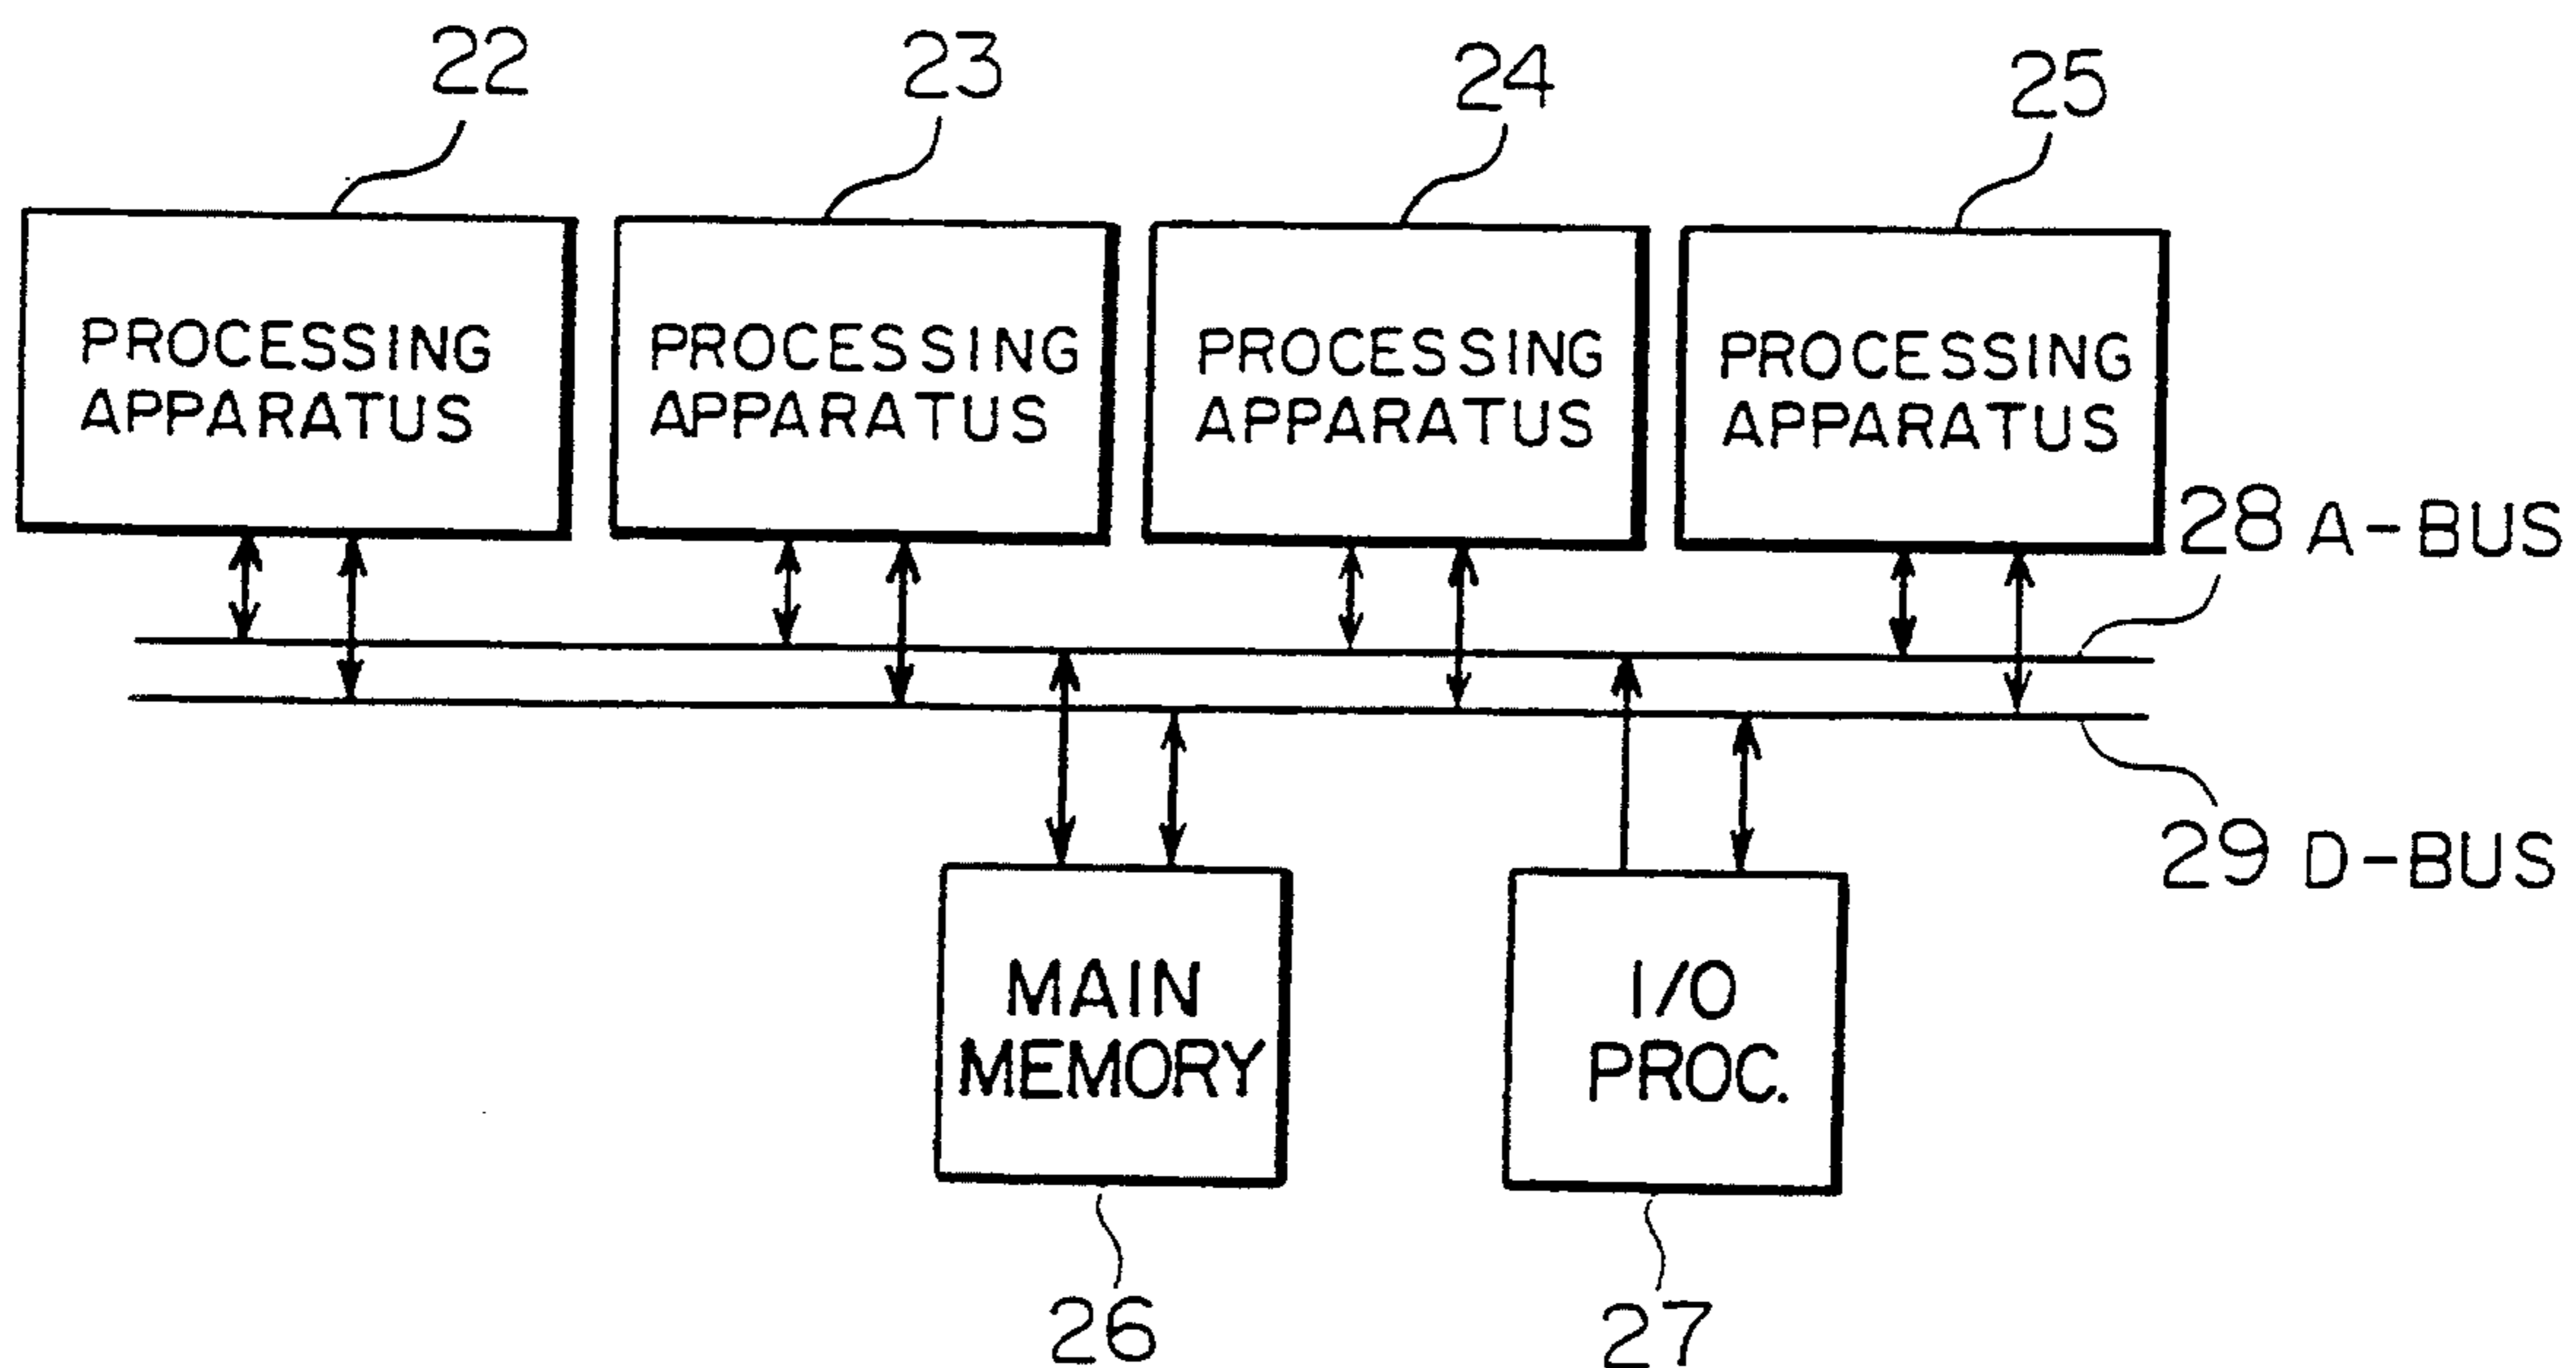 22
23
24
25
PROCESSING
APPARATUS
PROCESSING
APPARATUS
PROCESSING
APPARATUS
PROCESSING
APPARATUS
28 A-BUS
29 D-BUS
MAIN
MEMORY
I/O
PROC.
26
27